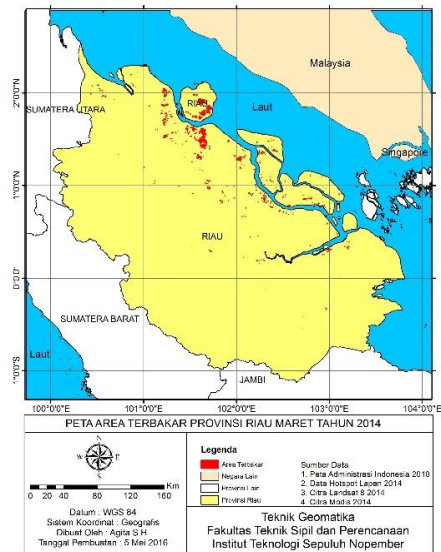 Malaysia
2°0'0"N
SUMATERA UTARA
RIAU
Laut
Singapore
1°0'0"N
RIAU
0°0'0"
SUMATERA BARAT
Laut
JAMBI
1°0'0"S
100°0'0"E 101°0'0"E 102°0'0"E 103°0'0"E 104°0'0"E
PETA AREA TERBAKAR PROVINSI RIAU MARET TAHUN 2014
N
W E
S
0 20 40 80 120 160
Km
Datum : WGS 84
Sistem Koordinat : Geografis
Dibuat Oleh : Agita S.H
Tanggal Pembuatan : 5 Mei 2016
Legenda
Area Terbakar
Negara Lain
Provinsi Lain
Provinsi Riau
Sumber Data
1. Peta Administrasi Indonesia 2010
2. Data Hotspot Lapan 2014
3. Citra Landsat 8 2014
4. Citra Modis 2014
Teknik Geomatika
Fakultas Teknik Sipil dan Perencanaan
Institut Teknologi Sepuluh Nopember